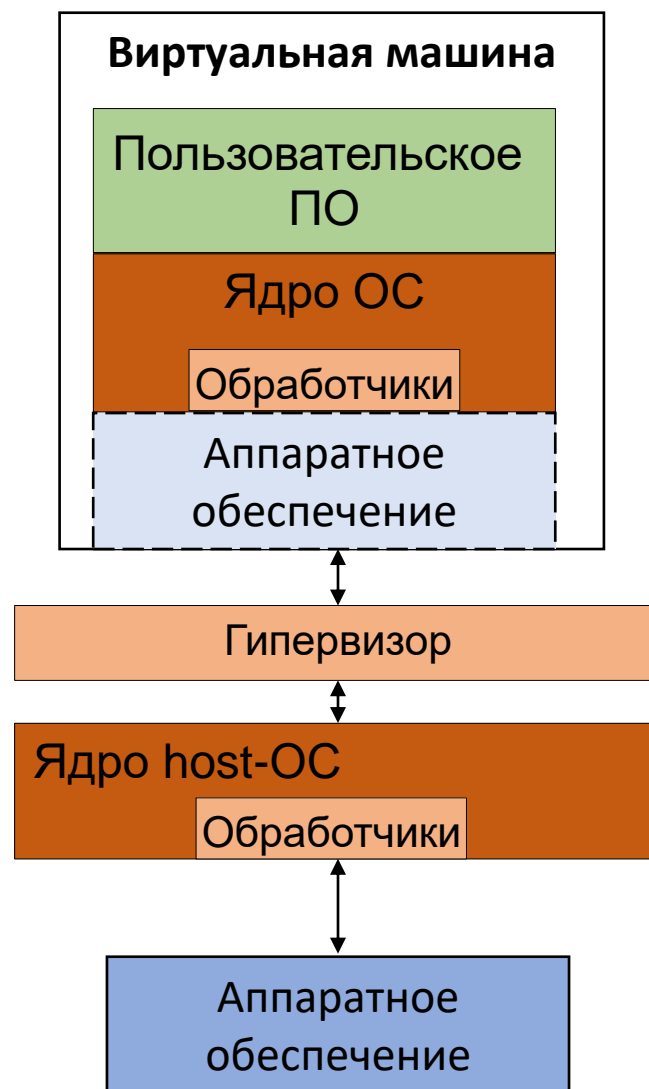 Виртуальная машина
Пользовательское
ПО
Ядро ОС
Обработчики
Аппаратное
обеспечение
Гипервизор
Ядро host-ОС
Обработчики
Аппаратное
обеспечение